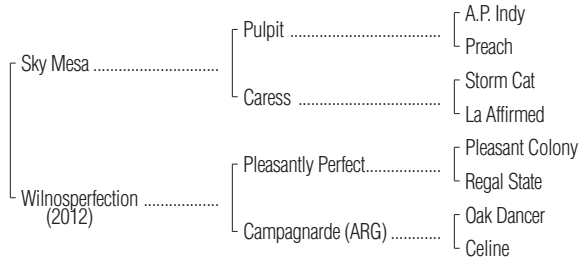 A.P. Indy
Pulpit
Preach
Sky Mesa
Storm Cat
Caress
La Affirmed
Pleasant Colony
Pleasantly Perfect
Regal State
Wilnosperfection
(2012)
Oak Dancer
Campagnarde (ARG)
Celine